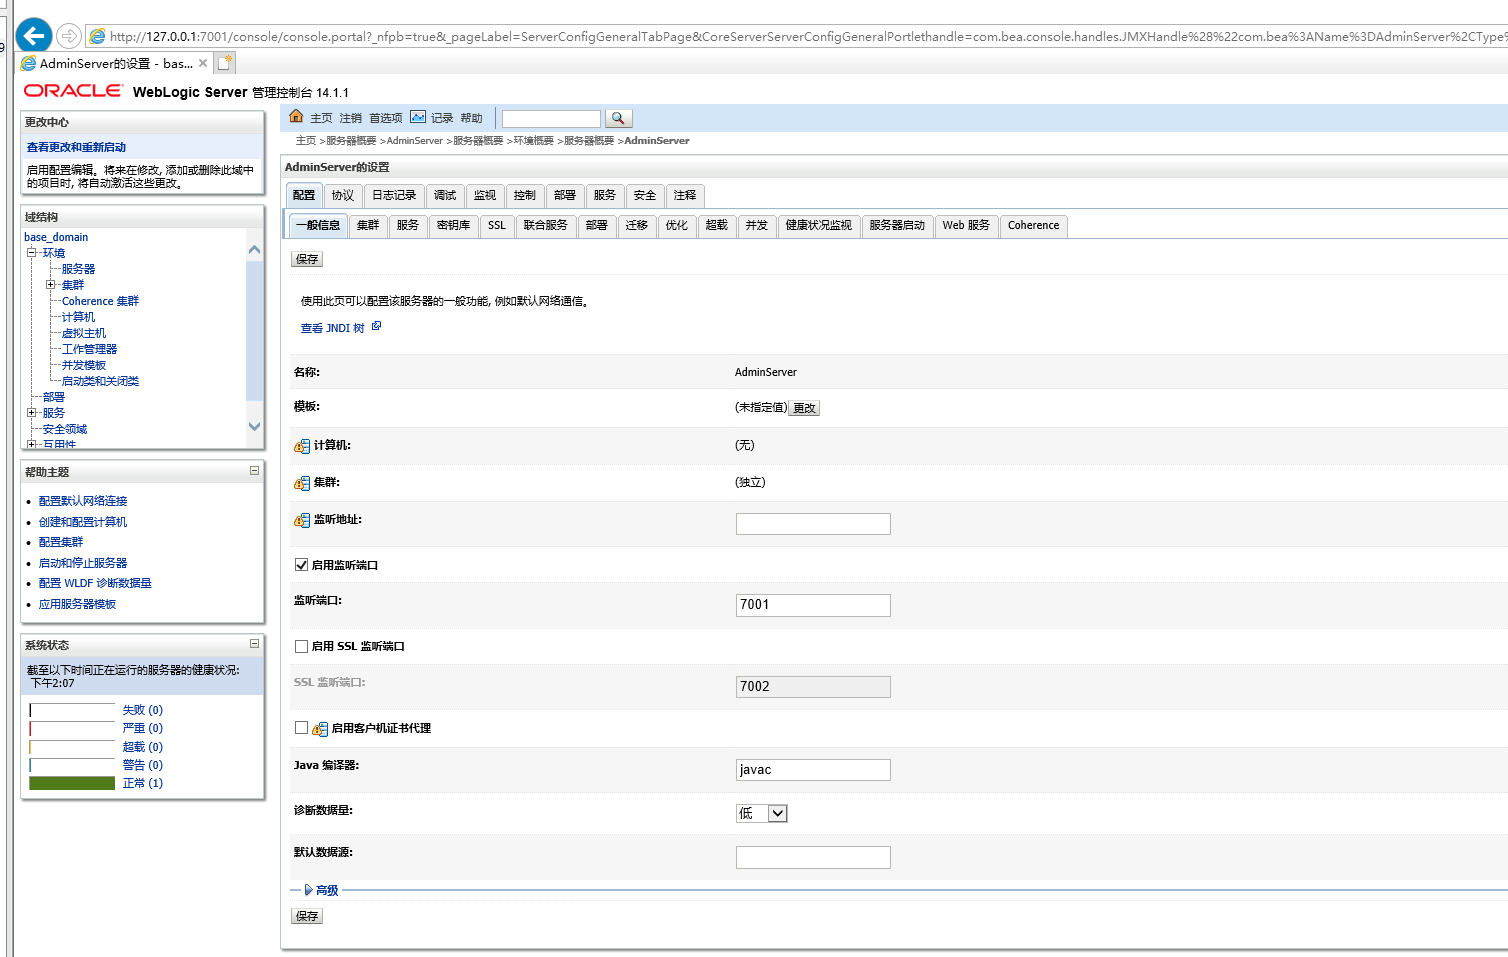 9
http://127.0.0.1:7001/console/console.portal?_nfpb=true&_pageLabel=ServerConfigGeneralTabPage&CoreServerServerConfigGeneralPortlethandle=com.bea.console.handles.JMXHandle%28%22com.bea%3AName%3DAdminServer%2CType%
AdminServer的设置 - bas...
ORACLE WebLogic Server 管理控制台 14.1.1
更改中心
查看更改和重新启动
启用配置编辑。将来在修改, 添加或删除此域中的项目时, 将自动激活这些更改。
域结构
base_domain
环境
服务器
集群
Coherence 集群
计算机
虚拟主机
工作管理器
并发模板
启动类和关闭类
部署
服务
安全领域
互用性
帮助主题
配置默认网络连接
创建和配置计算机
配置集群
启动和停止服务器
配置 WLDF 诊断数据量
应用服务器模板
系统状态
截至以下时间正在运行的服务器的健康状况:
下午2:07
失败 (0)
严重 (0)
超载 (0)
警告 (0)
正常 (1)
主页 注销 首选项 记录 帮助
主页 >服务器概要 >AdminServer >服务器概要 >环境概要 >服务器概要 >AdminServer
AdminServer的设置
配置 协议 日志记录 调试 监视 控制 部署 服务 安全 注释
一般信息 集群 服务 密钥库 SSL 联合服务 部署 迁移 优化 超载 并发 健康状况监视 服务器启动 Web 服务 Coherence
保存
使用此页可以配置该服务器的一般功能, 例如默认网络通信。
查看 JNDI 树
名称: AdminServer
模板: (未指定值) 更改
计算机: (无)
集群: (独立)
监听地址:
启用监听端口
监听端口: 7001
启用 SSL 监听端口
SSL 监听端口: 7002
启用客户机证书代理
Java 编译器: javac
诊断数据量: 低
默认数据源:
高级
保存